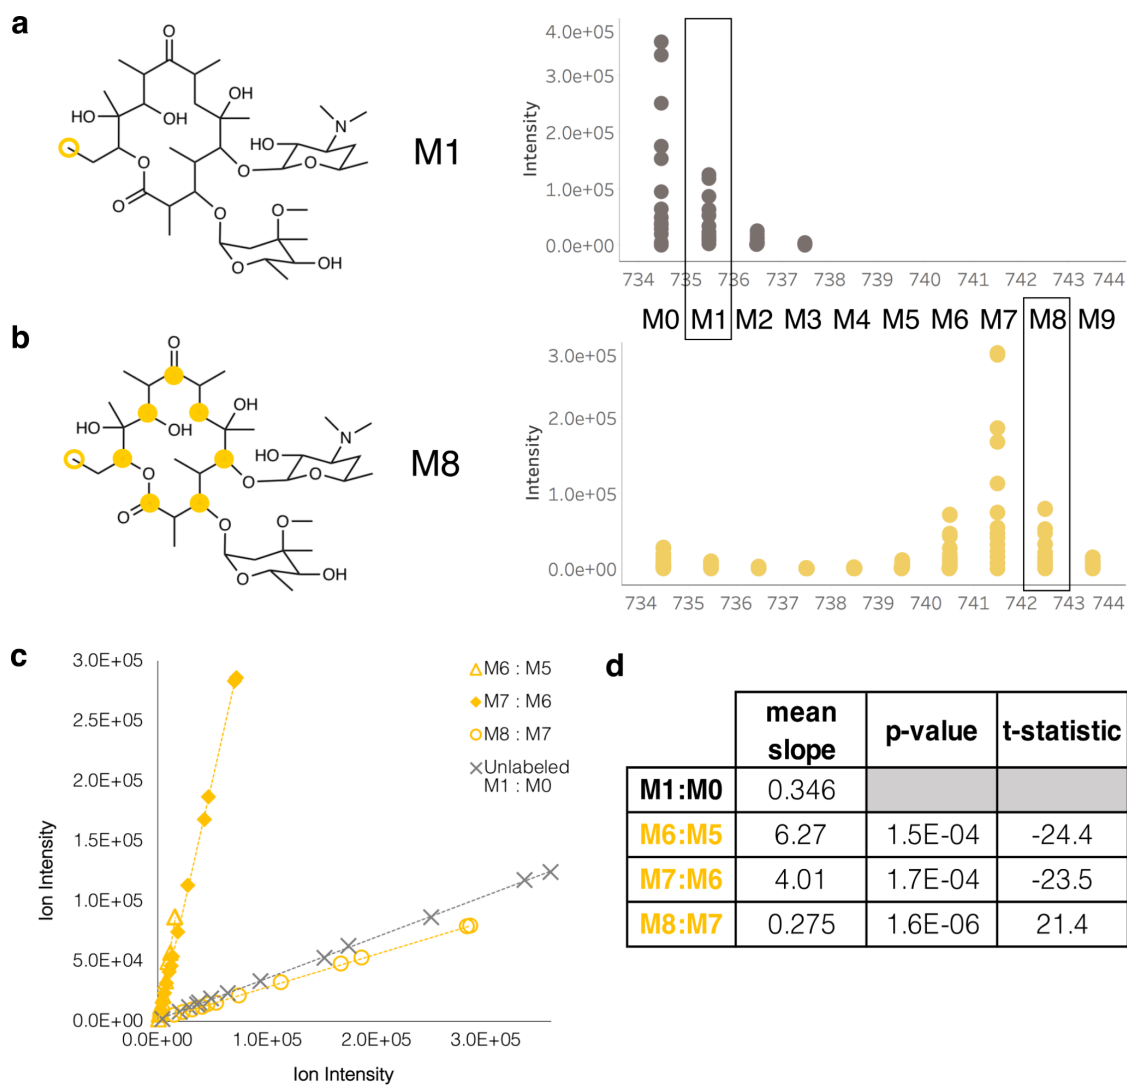 a
O
HO
OH
OH
N
HO
O
O
O
O
O
O
O
OH
M1
Intensity
4.0e+05
3.0e+05
2.0e+05
1.0e+05
0.0e+00
734 735 736 737 738 739 740 741 742 743 744
M0 M1 M2 M3 M4 M5 M6 M7 M8 M9
b
O
HO
OH
OH
N
HO
O
O
O
O
O
O
O
OH
M8
Intensity
3.0e+05
2.0e+05
1.0e+05
0.0e+00
734 735 736 737 738 739 740 741 742 743 744
c
Ion Intensity
3.0E+05
2.5E+05
2.0E+05
1.5E+05
1.0E+05
5.0E+04
0.0E+00
0.0E+00 1.0E+05 2.0E+05 3.0E+05
Ion Intensity
M6 : M5
M7 : M6
M8 : M7
Unlabeled
M1 : M0
d
mean slope p-value t-statistic
M1:M0 0.346
M6:M5 6.27 1.5E-04 -24.4
M7:M6 4.01 1.7E-04 -23.5
M8:M7 0.275 1.6E-06 21.4